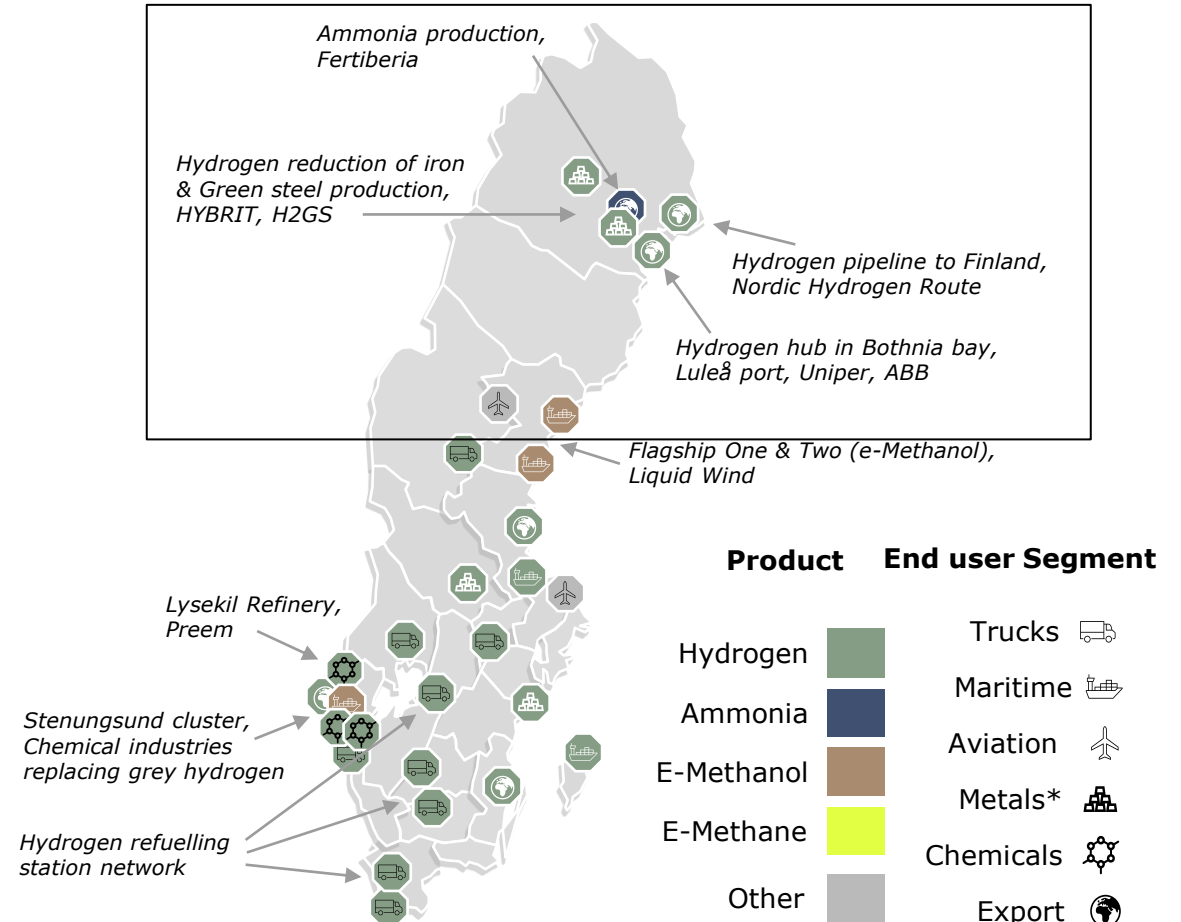 Ammonia production,
Fertiberia
Hydrogen reduction of iron
& Green steel production,
HYBRIT, H2GS
Hydrogen pipeline to Finland,
Nordic Hydrogen Route
Hydrogen hub in Bothnia bay,
Luleå port, Uniper, ABB
Flagship One & Two (e-Methanol),
Liquid Wind
Lysekil Refinery,
Preem
Stenungsund cluster,
Chemical industries
replacing grey hydrogen
Hydrogen refuelling
station network
Product
Hydrogen
Ammonia
E-Methanol
E-Methane
Other
End user Segment
Trucks
Maritime
Aviation
Metals*
Chemicals
Export